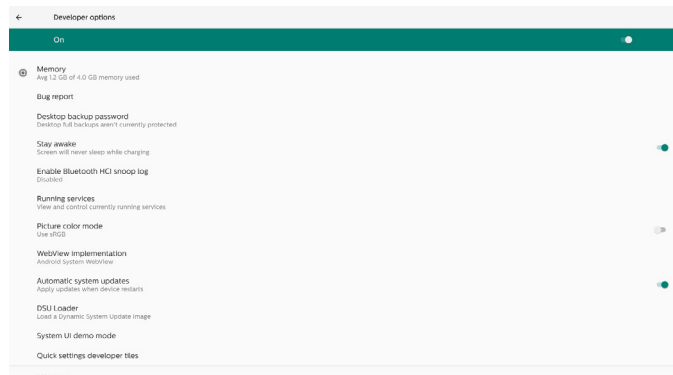 Developer options
On
Memory
Avg 1.2 GB of 4.0 GB memory used
Bug report
Desktop backup password
Desktop full backups aren't currently protected
Stay awake
Screen will never sleep while charging
Enable Bluetooth HCI snoop log
Disabled
Running services
View and control currently running services
Picture color mode
Use sRGB
WebView implementation
Android System WebView
Automatic system updates
Apply updates when device restarts
DSU Loader
Load a Dynamic System Update Image
System UI demo mode
Quick settings developer tiles